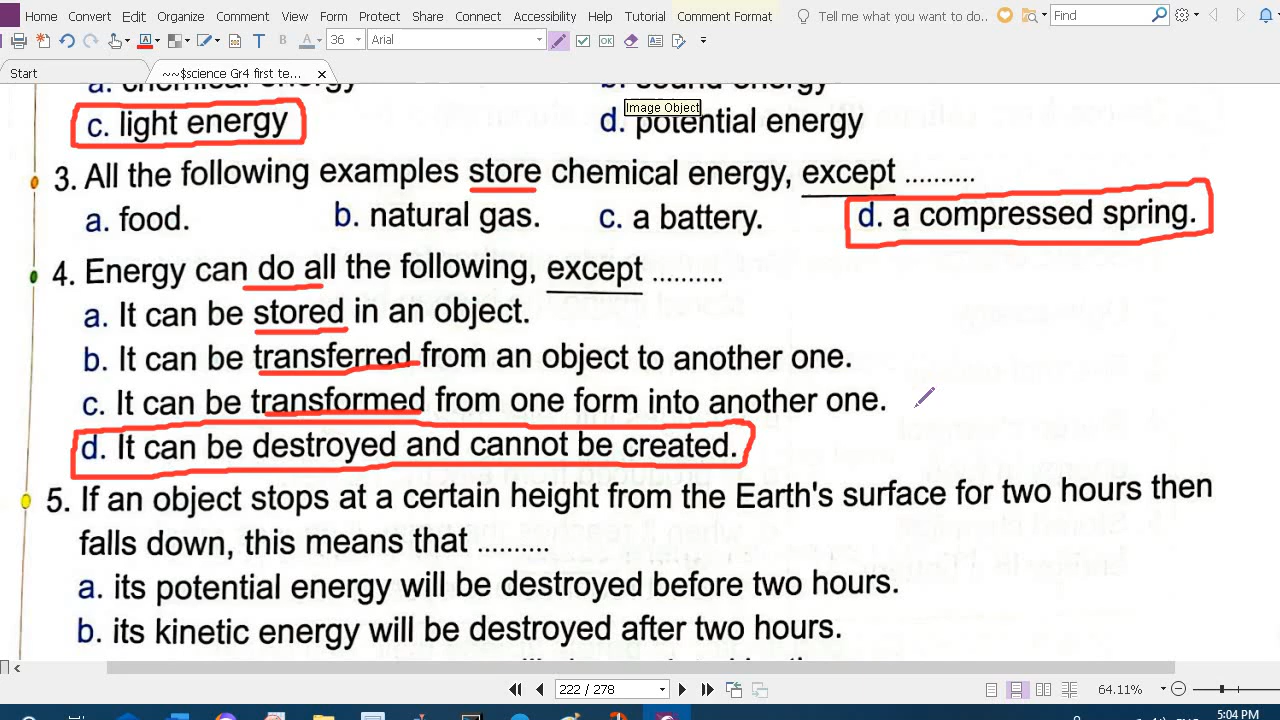 Home Convert Edit Organize Comment View Form Protect Share Connect Accessibility Help Tutorial Comment Format Tell me what you want to do.. Find
36 Arial
Start ~~$science Gr4 first te... ×
a. chemical energy b. sound energy
Image Object
c. light energy d. potential energy
3. All the following examples store chemical energy, except ..........
a. food. b. natural gas. c. a battery. d. a compressed spring.
4. Energy can do all the following, except ..........
a. It can be stored in an object.
b. It can be transferred from an object to another one.
c. It can be transformed from one form into another one.
d. It can be destroyed and cannot be created.
5. If an object stops at a certain height from the Earth's surface for two hours then
falls down, this means that ..........
a. its potential energy will be destroyed before two hours.
b. its kinetic energy will be destroyed after two hours.
222 / 278 64.11%
5:04 PM